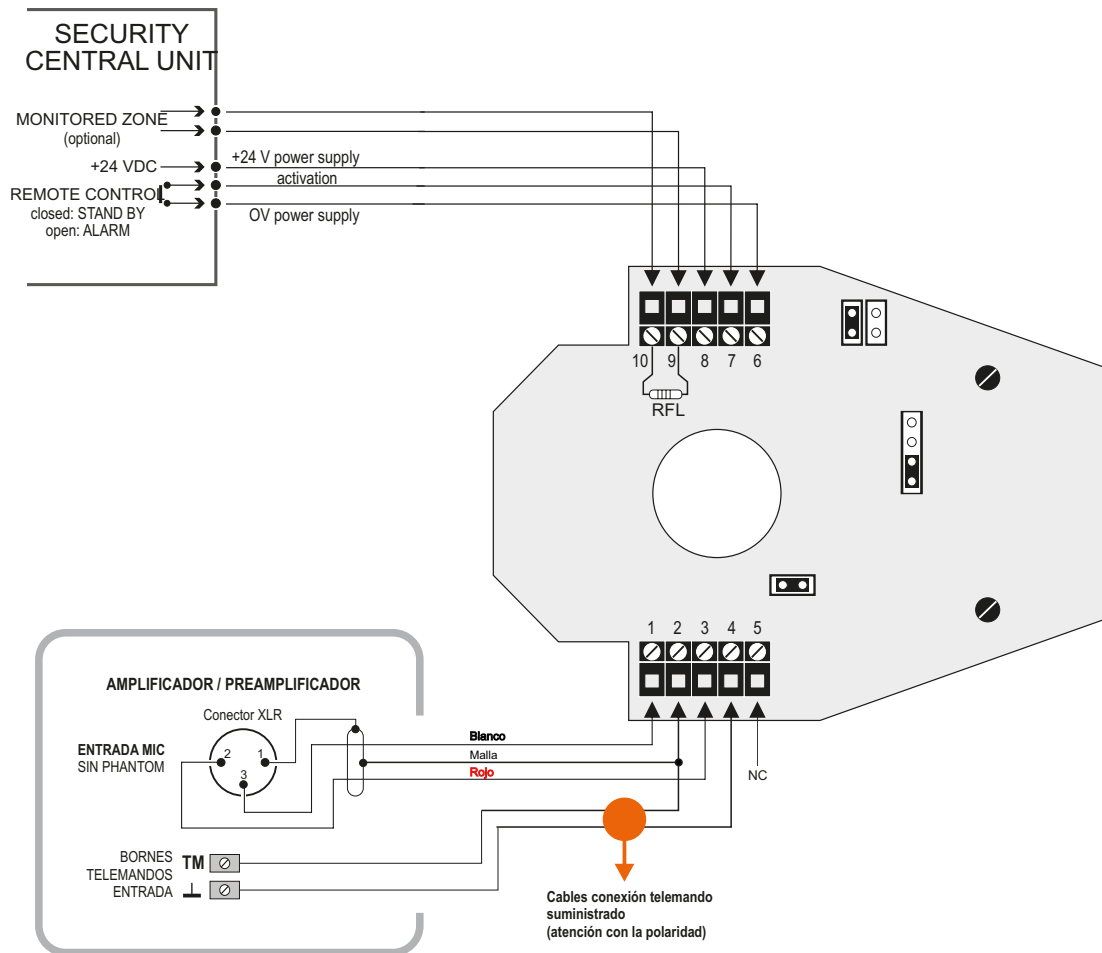 SECURITY
CENTRAL UNIT
MONITORED ZONE
(optional)
+24 VDC
+24 V power supply
activation
REMOTE CONTROL
closed: STAND BY
open: ALARM
OV power supply
10 9 8 7 6
RFL
1 2 3 4 5
AMPLIFICADOR / PREAMPLIFICADOR
Conector XLR
ENTRADA MIC
SIN PHANTOM
2 1
3
Blanco
Malla
Rojo
NC
BORNES
TELEMANDOS
ENTRADA
TM
Cables conexión telemando
suministrado
(atención con la polaridad)